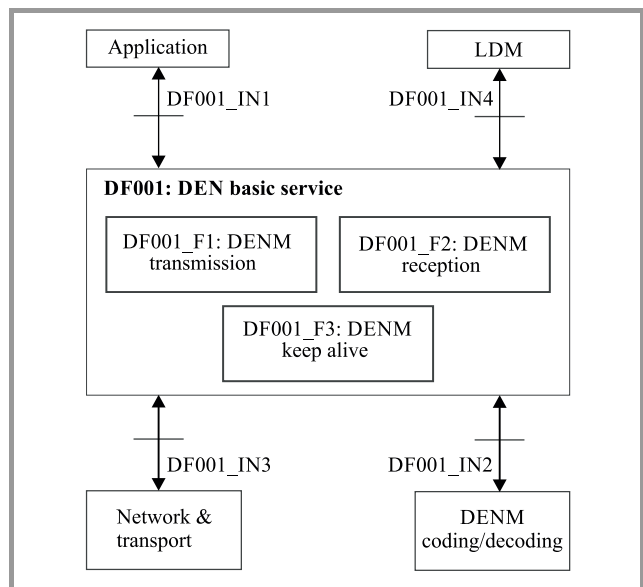 Application
LDM
DF001_IN1
DF001_IN4
DF001: DEN basic service
DF001_F1: DENM
transmission
DF001_F2: DENM
reception
DF001_F3: DENM
keep alive
DF001_IN3
DF001_IN2
Network &
transport
DENM
coding/decoding